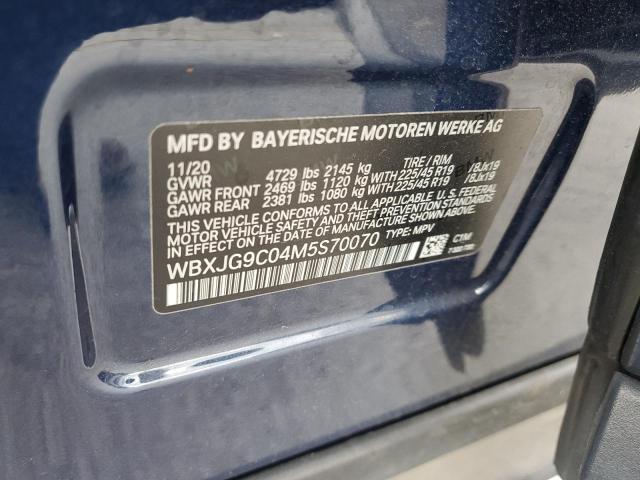 MFD BY BAYERISCHE MOTOREN WERKE AG
11/20 TIRE / RIM
GVWR 4729 lbs 2145 kg
GAWR FRONT 2469 lbs 1120 kg WITH 225/45 R19 /8Jx19
GAWR REAR 2381 lbs 1080 kg WITH 225/45 R19 /8Jx19
THIS VEHICLE CONFORMS TO ALL APPLICABLE U.S. FEDERAL
MOTOR VEHICLE SAFETY AND THEFT PREVENTION STANDARDS
IN EFFECT ON THE DATE OF MANUFACTURE SHOWN ABOVE.
WBXJG9C04M5S70070 TYPE: MPV
C1M